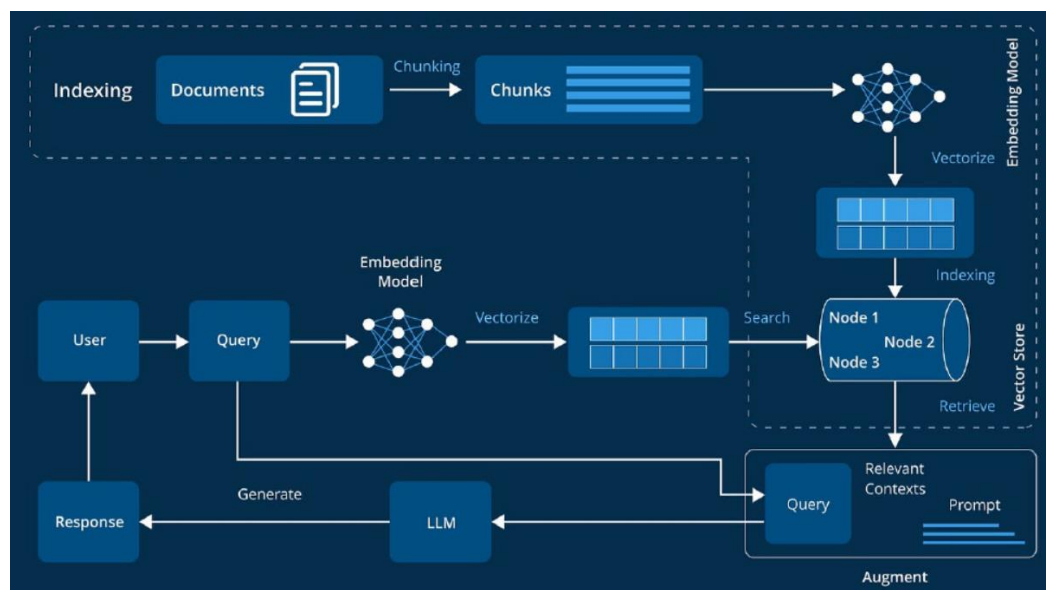 Indexing
Documents
Chunking
Chunks
Embedding Model
Vectorize
Indexing
Embedding
Model
User
Query
Vectorize
Search
Node 1
Node 2
Node 3
Vector Store
Retrieve
Response
Generate
LLM
Query
Relevant
Contexts
Prompt
Augment